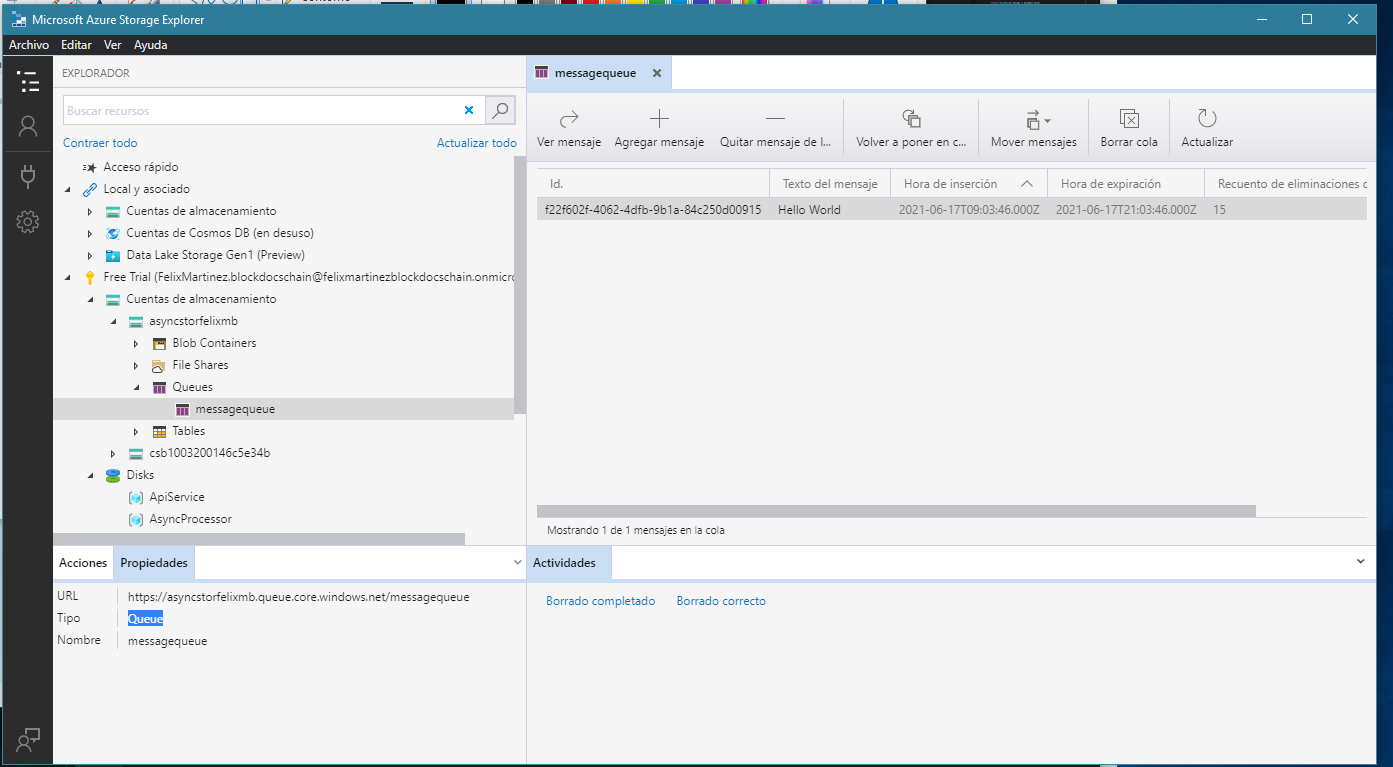 Microsoft Azure Storage Explorer
Archivo Editar Ver Ayuda
EXPLORADOR
Buscar recursos
Contraer todo Actualizar todo
Acceso rápido
Local y asociado
Cuentas de almacenamiento
Cuentas de Cosmos DB (en desuso)
Data Lake Storage Gen1 (Preview)
Free Trial (FelixMartinez.blockdocschain@felixmartinezblockdocschain.onmicro
Cuentas de almacenamiento
asyncstorfelixmb
Blob Containers
File Shares
Queues
messagequeue
Tables
csb1003200146c5e34b
Disks
ApiService
AsyncProcessor
Acciones Propiedades
URL https://asyncstorfelixmb.queue.core.windows.net/messagequeue
Tipo Queue
Nombre messagequeue
messagequeue
Ver mensaje Agregar mensaje Quitar mensaje de l... Volver a poner en c... Mover mensajes Borrar cola Actualizar
Id. Texto del mensaje Hora de inserción Hora de expiración Recuento de eliminaciones c
f22f602f-4062-4dfb-9b1a-84c250d00915 Hello World 2021-06-17T09:03:46.000Z 2021-06-17T21:03:46.000Z 15
Mostrando 1 de 1 mensajes en la cola
Actividades
Borrado completado Borrado correcto